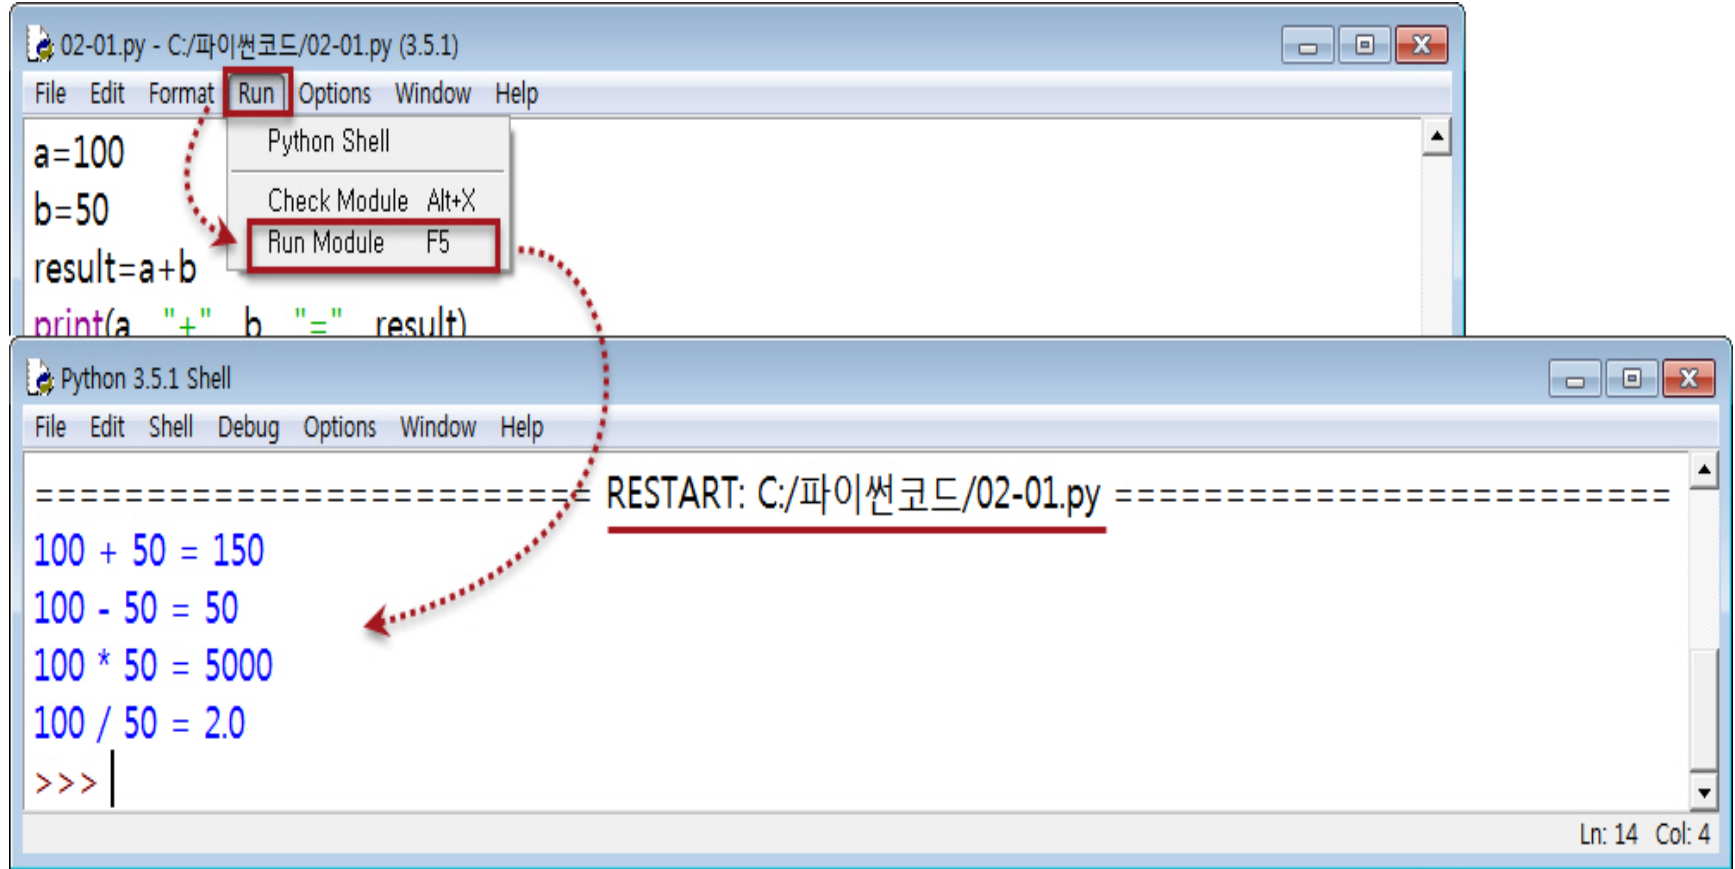 02-01.py - C:/파이썬코드/02-01.py (3.5.1)
File Edit Format Run Options Window Help
Python Shell
Check Module Alt+X
Run Module F5
a=100
b=50
result=a+b
print(a "+" b "=" result)
Python 3.5.1 Shell
File Edit Shell Debug Options Window Help
========================= RESTART: C:/파이썬코드/02-01.py =========================
100 + 50 = 150
100 - 50 = 50
100 * 50 = 5000
100 / 50 = 2.0
>>>
Ln: 14 Col: 4